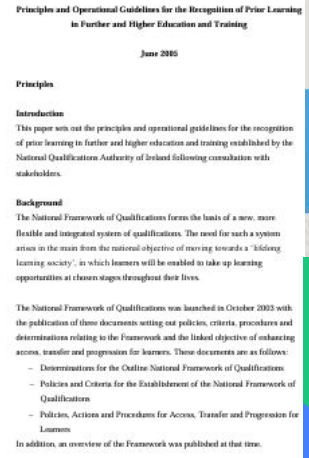 Principles and Operational Guidelines for the Recognition of Prior Learning
in Further and Higher Education and Training
June 2005
Principles
Introduction
This paper sets out the principles and operational guidelines for the recognition
of prior learning in further and higher education and training established by the
National Qualifications Authority of Ireland following consultation with
stakeholders.
Background
The National Framework of Qualifications forms the basis of a new, more
flexible and integrated system of qualifications. The need for such a system
arises in the main from the national objective of moving towards a 'lifelong
learning society', in which learners will be enabled to take up learning
opportunities at chosen stages throughout their lives.
The National Framework of Qualifications was launched in October 2003 with
the publication of three documents setting out policies, criteria, procedures and
determinations relating to the Framework and the linked objective of enhancing
access, transfer and progression for learners. These documents are as follows:
– Determinations for the Outline National Framework of Qualifications
– Policies and Criteria for the Establishment of the National Framework of
Qualifications
– Policies, Actions and Procedures for Access, Transfer and Progression for
Learners
In addition, an overview of the Framework was published at that time.